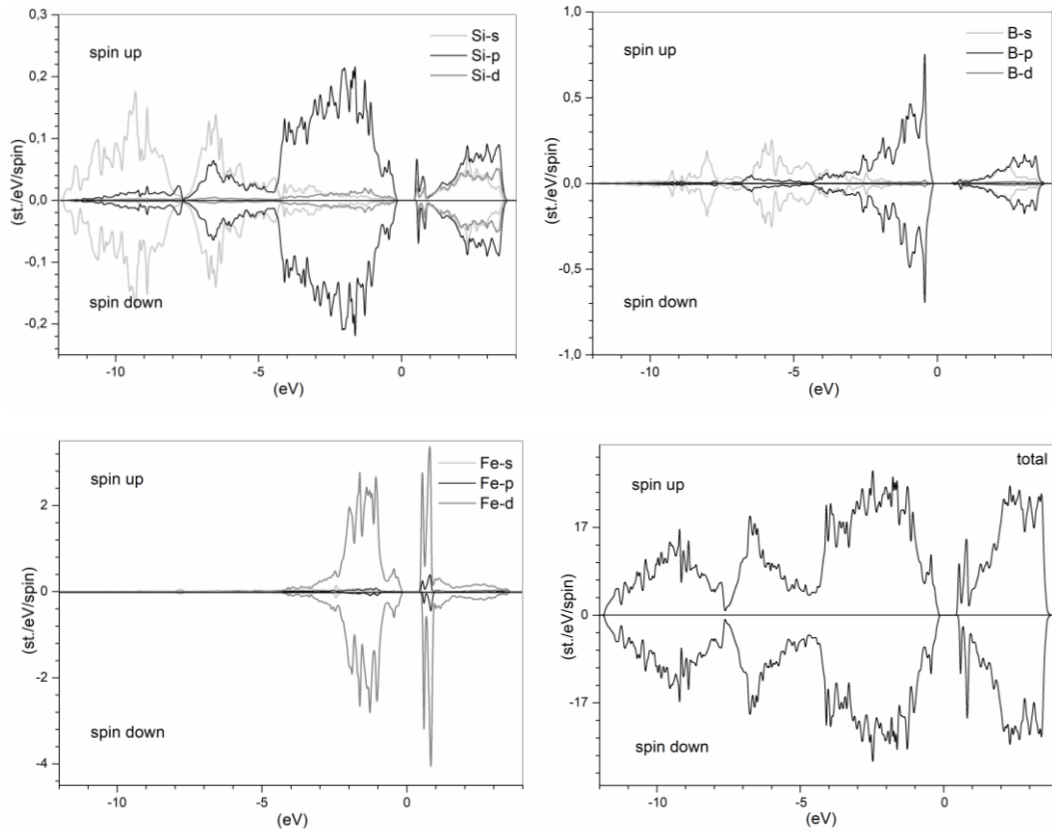 0,3
0,2
0,1
0,0
-0,1
-0,2
(st./eV/spin)
spin up
spin down
Si-s
Si-p
Si-d
-10
-5
0
(eV)
1,0
0,5
0,0
-0,5
-1,0
(st./eV/spin)
spin up
spin down
B-s
B-p
B-d
-10
-5
0
(eV)
2
0
-2
-4
(st./eV/spin)
spin up
spin down
Fe-s
Fe-p
Fe-d
-10
-5
0
(eV)
17
0
-17
(st./eV/spin)
total
spin up
spin down
-10
-5
0
(eV)